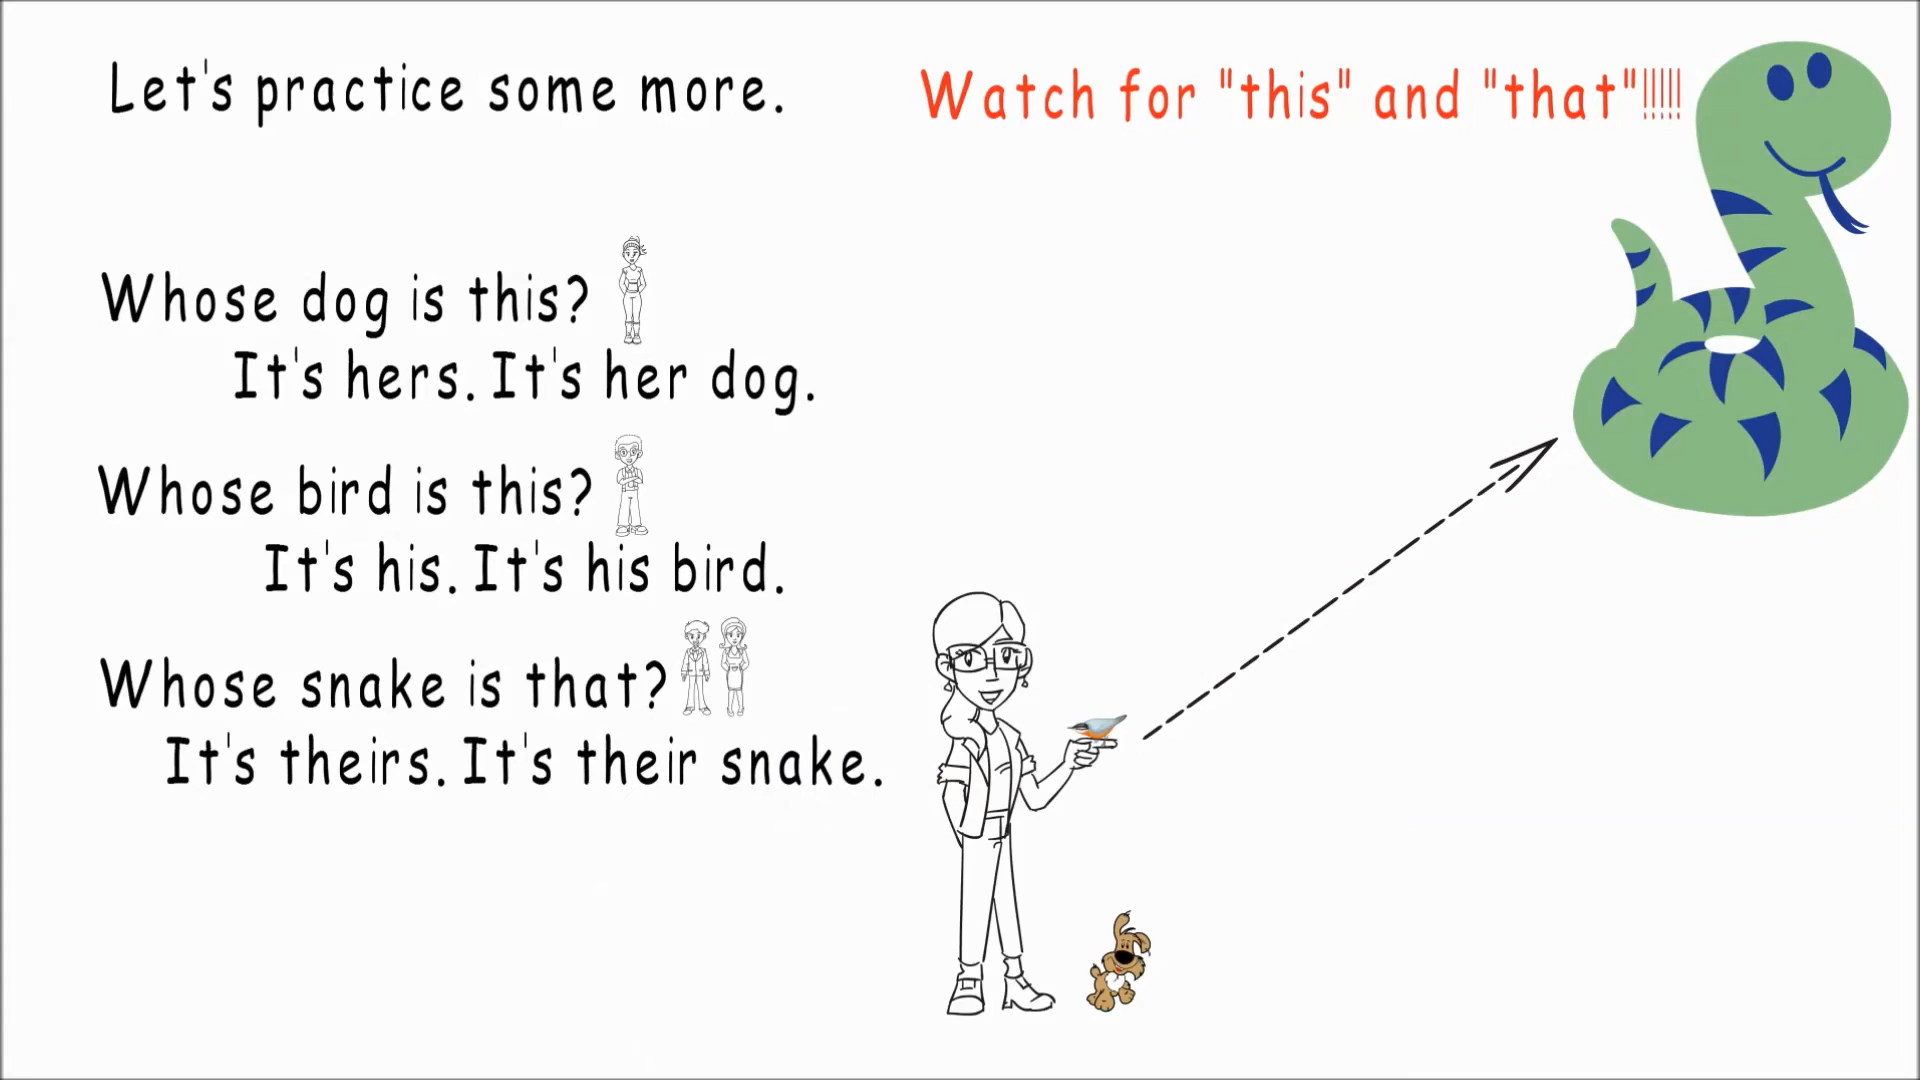 Let's practice some more.
Watch for "this" and "that"!!!!!
Whose dog is this?
It's hers. It's her dog.
Whose bird is this?
It's his. It's his bird.
Whose snake is that?
It's theirs. It's their snake.